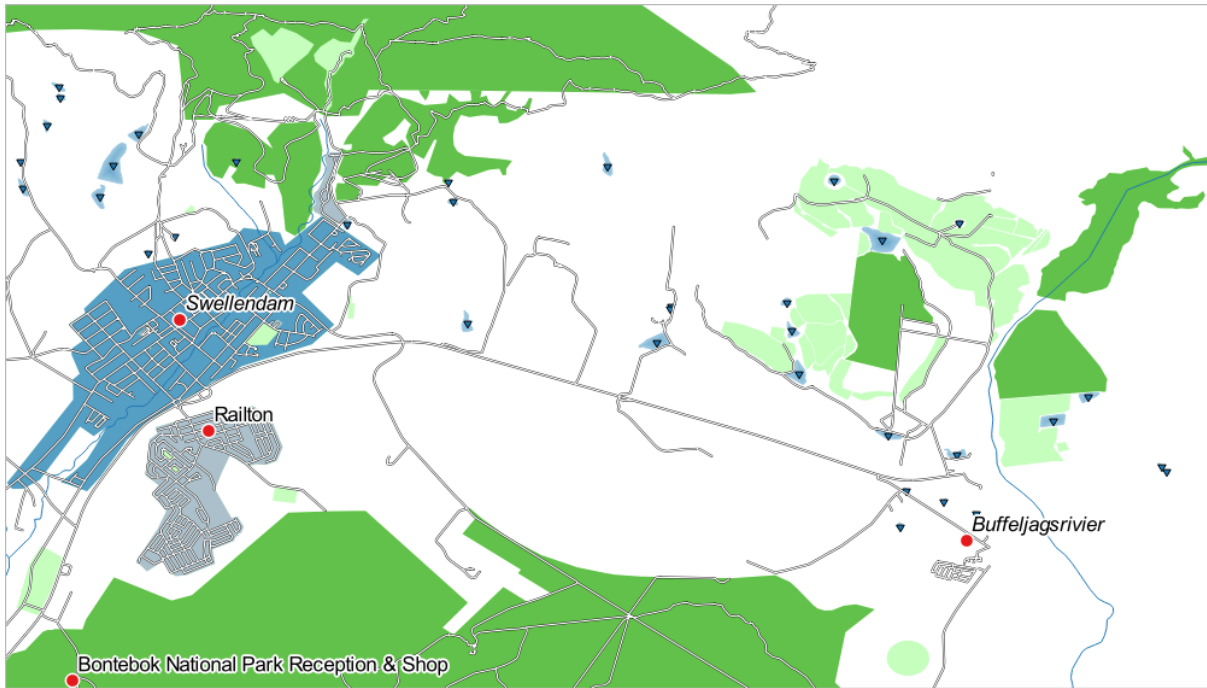 Swellendam
Railton
Buffeljagsrivier
Bontebok National Park Reception & Shop